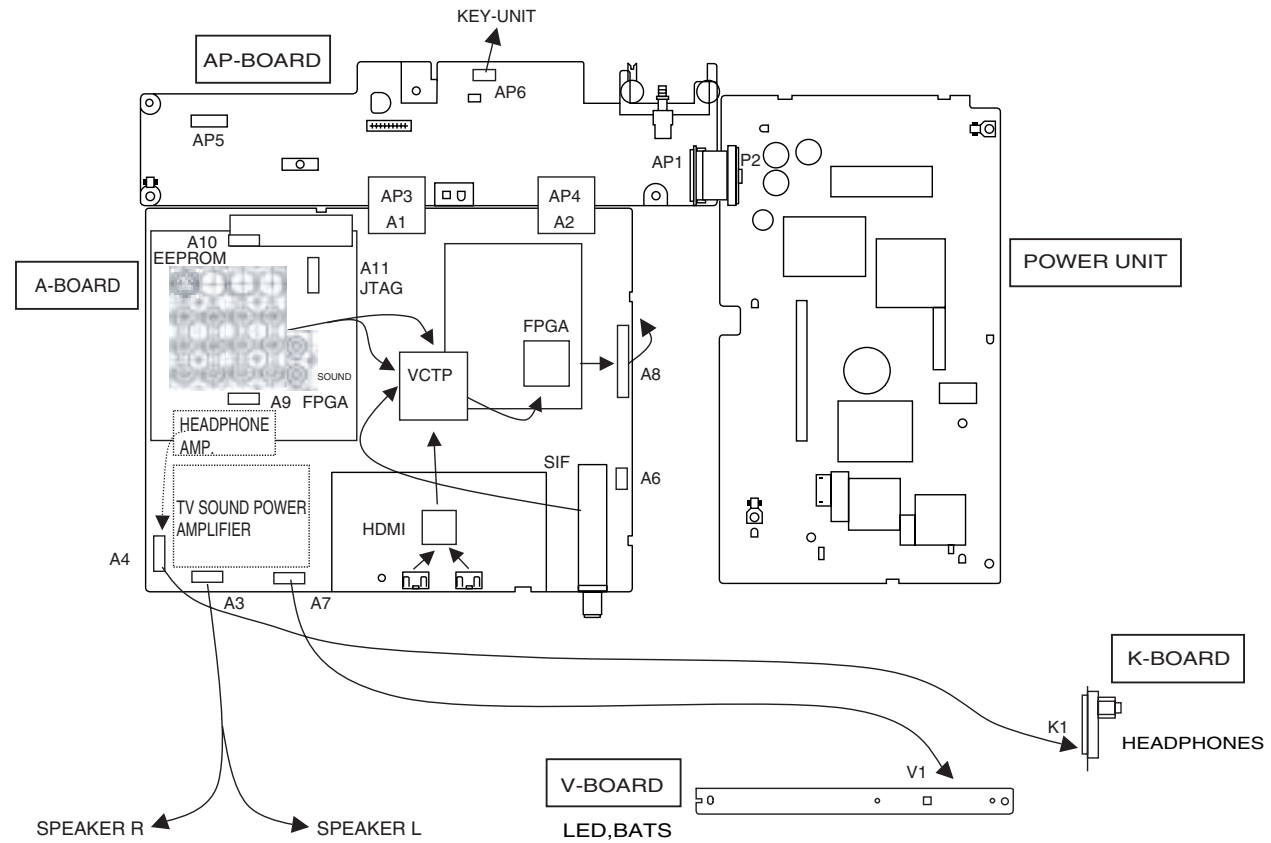 KEY-UNIT
AP-BOARD
AP6
AP5
AP1
P2
AP3
AP4
A1
A2
A10
EEPROM
A11
JTAG
A-BOARD
POWER UNIT
FPGA
VCTP
A8
SOUND
A9 FPGA
HEADPHONE
AMP.
SIF
A6
TV SOUND POWER
AMPLIFIER
HDMI
A4
A3
A7
K-BOARD
K1
HEADPHONES
V-BOARD
V1
LED,BATS
SPEAKER R
SPEAKER L